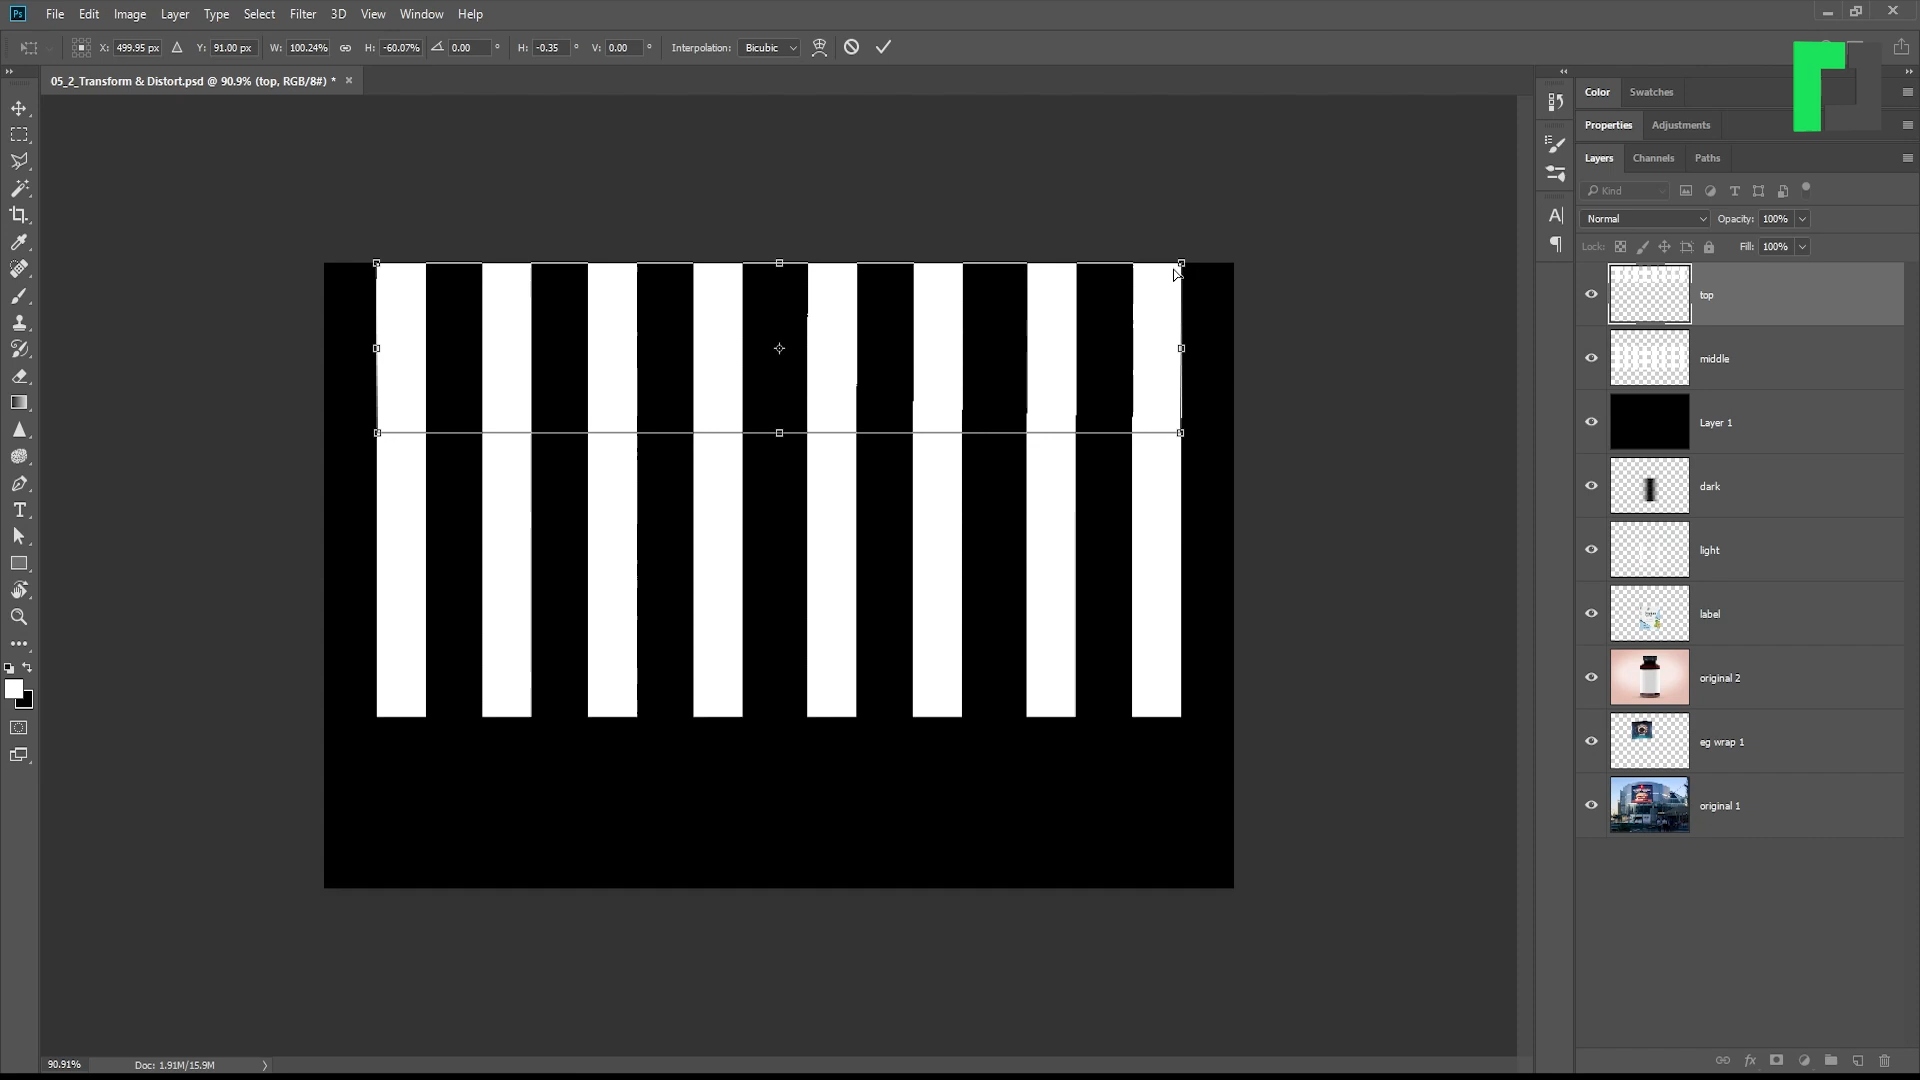 Ps File Edit Image Layer Type Select Filter 3D View Window Help
X: 499.95 px Y: 91.00 px W: 100.24% H: -60.07% 0.00 ° H: -0.35 ° V: 0.00 ° Interpolation: Bicubic
05_2_Transform & Distort.psd @ 90.9% (top, RGB/8#) *
Color Swatches
Properties Adjustments
Layers Channels Paths
Kind
Normal Opacity: 100%
Lock: Fill: 100%
top
middle
Layer 1
dark
light
label
original 2
eg wrap 1
original 1
90.91% Doc: 1.91M/15.9M